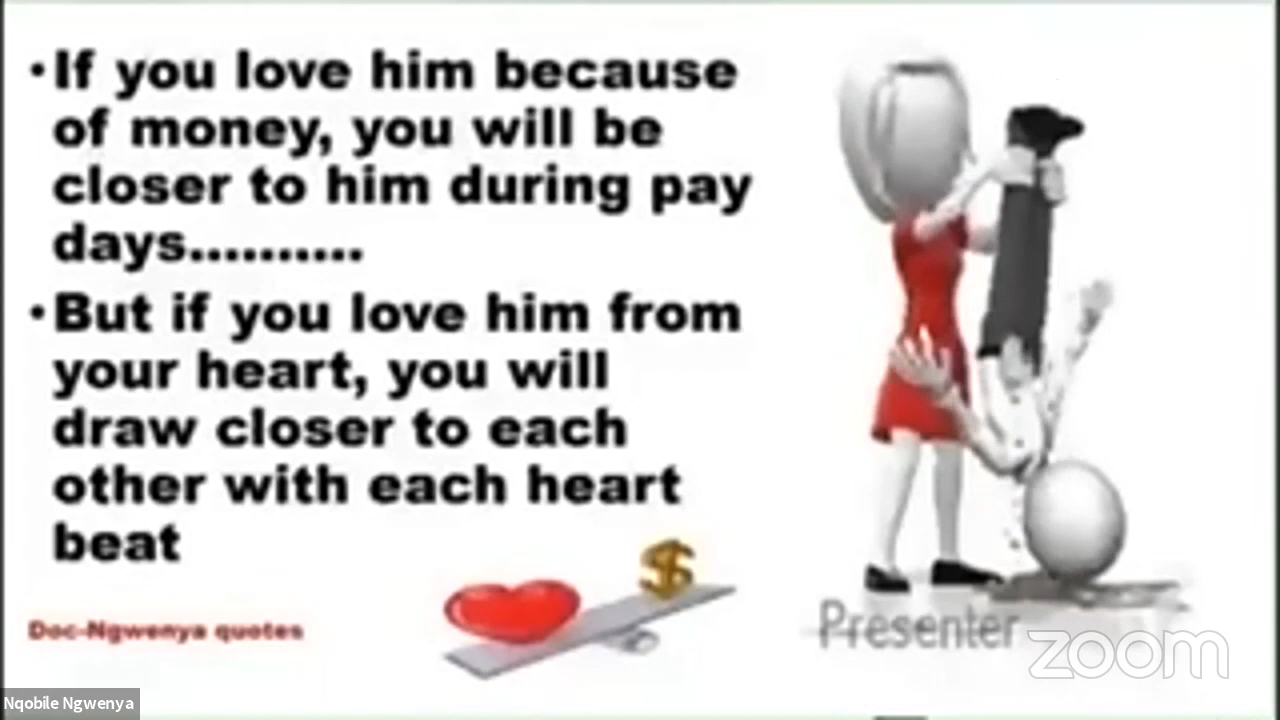 •If you love him because
of money, you will be
closer to him during pay
days..........
•But if you love him from
your heart, you will
draw closer to each
other with each heart
beat
$
Doc-Ngwenya quotes
Presenter
zoom
Nqobile Ngwenya